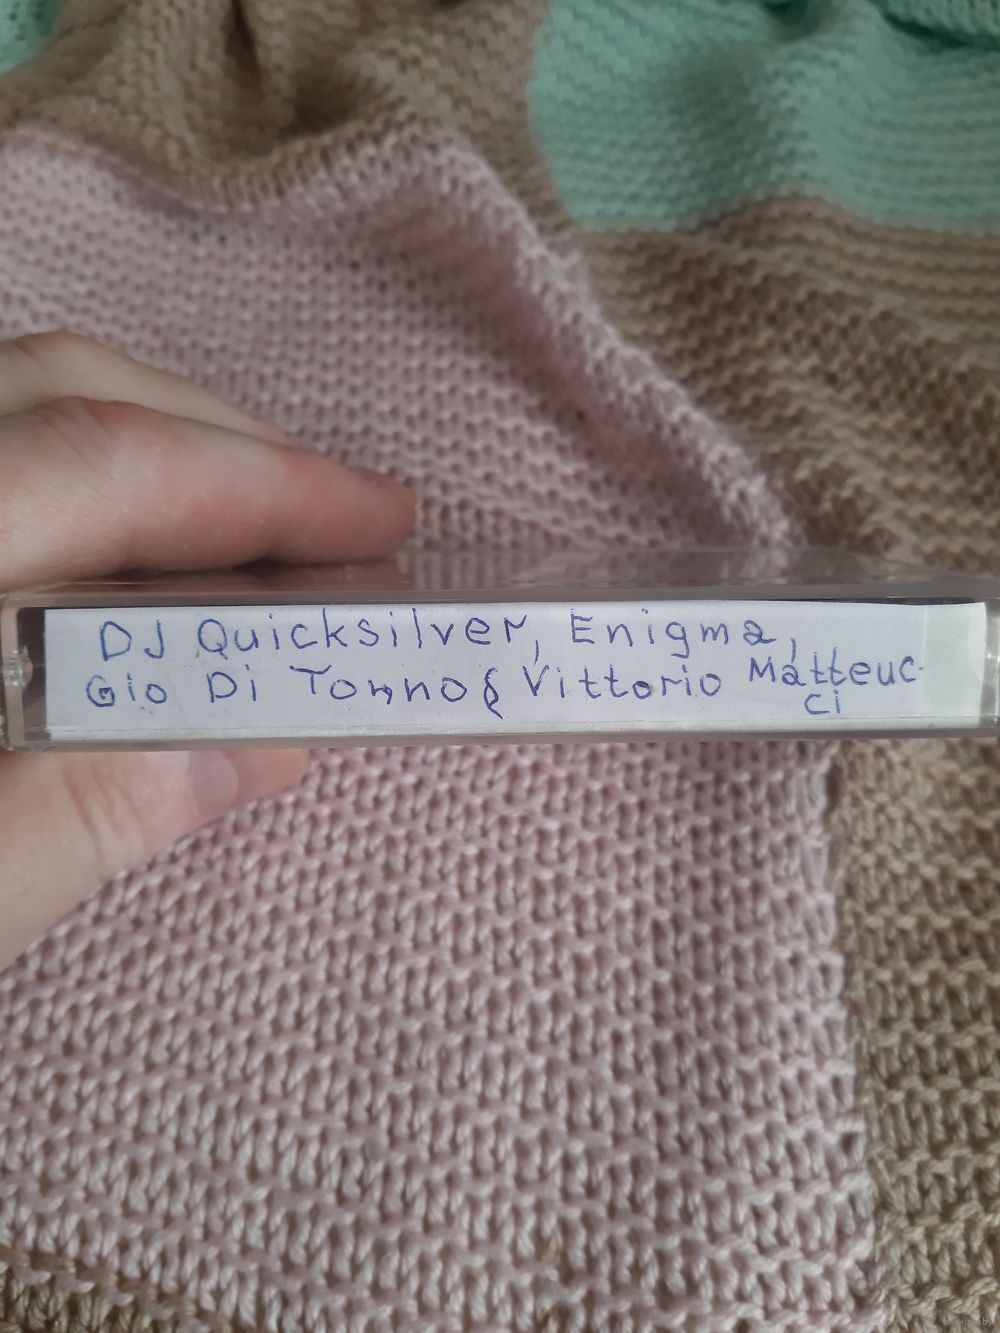 DJ Quicksilver, Enigma,
Gio Di Tonno & Vittorio Matteuc-
ci